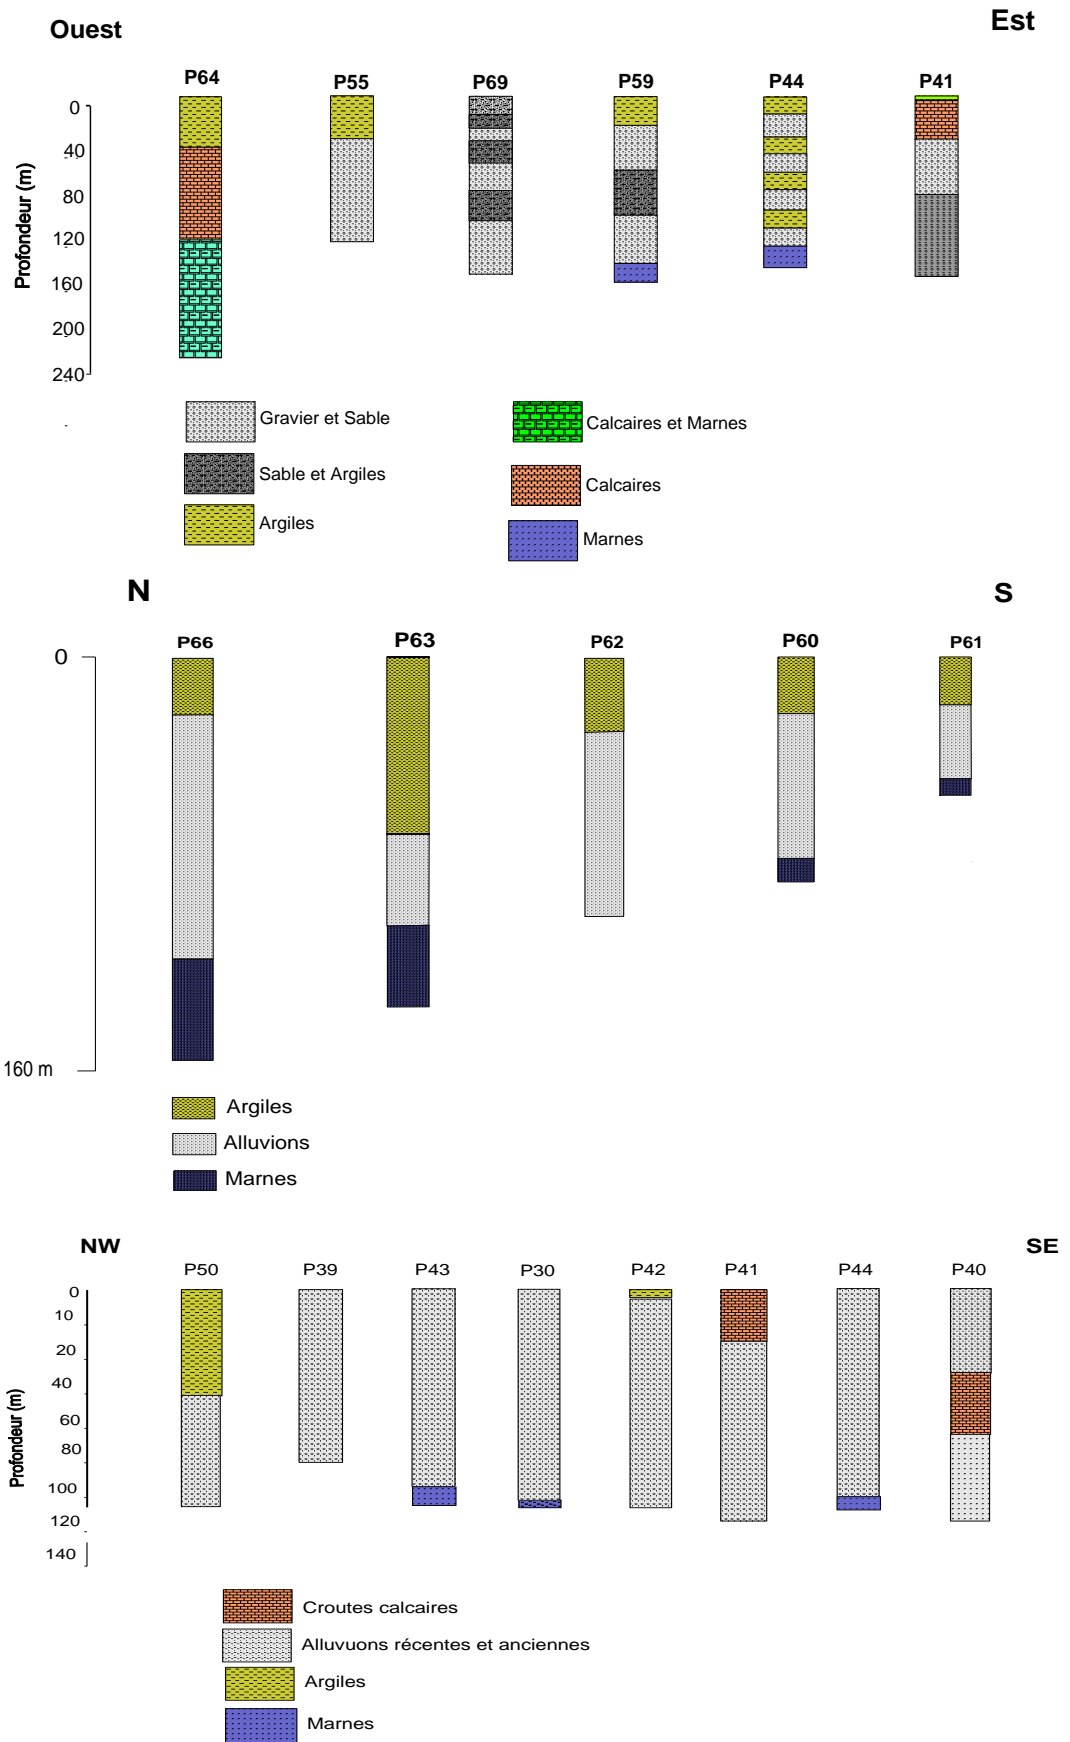 Ouest
Est
P64 P55 P69 P59 P44 P41
Profondeur (m)
0
40
80
120
160
200
240
Gravier et Sable
Calcaires et Marnes
Sable et Argiles
Calcaires
Argiles
Marnes
N
S
P66 P63 P62 P60 P61
0
160 m
Argiles
Alluvions
Marnes
NW
SE
P50 P39 P43 P30 P42 P41 P44 P40
Profondeur (m)
0
10
20
40
60
80
100
120
140
Croutes calcaires
Alluvuons récentes et anciennes
Argiles
Marnes